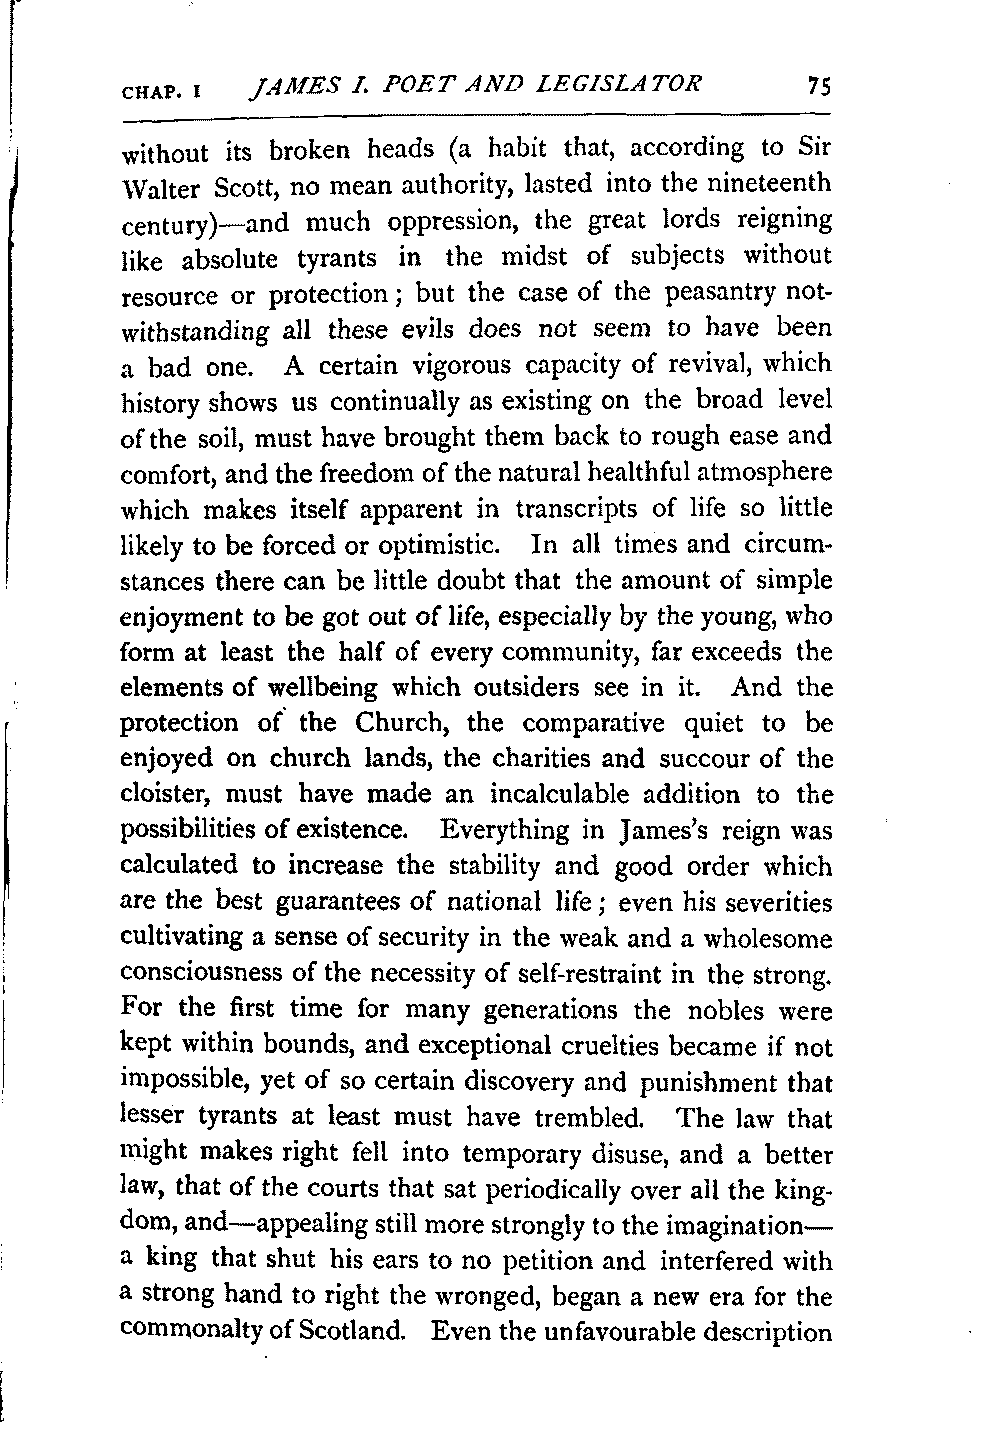 CHAP. I JAMES I. POET AND LEGISLATOR 75
without its broken heads (a habit that, according to Sir
Walter Scott, no mean authority, lasted into the nineteenth
century)—and much oppression, the great lords reigning
like absolute tyrants in the midst of subjects without
resource or protection; but the case of the peasantry not-
withstanding all these evils does not seem to have been
a bad one. A certain vigorous capacity of revival, which
history shows us continually as existing on the broad level
of the soil, must have brought them back to rough ease and
comfort, and the freedom of the natural healthful atmosphere
which makes itself apparent in transcripts of life so little
likely to be forced or optimistic. In all times and circum-
stances there can be little doubt that the amount of simple
enjoyment to be got out of life, especially by the young, who
form at least the half of every community, far exceeds the
elements of wellbeing which outsiders see in it. And the
protection of the Church, the comparative quiet to be
enjoyed on church lands, the charities and succour of the
cloister, must have made an incalculable addition to the
possibilities of existence. Everything in James's reign was
calculated to increase the stability and good order which
are the best guarantees of national life; even his severities
cultivating a sense of security in the weak and a wholesome
consciousness of the necessity of self-restraint in the strong.
For the first time for many generations the nobles were
kept within bounds, and exceptional cruelties became if not
impossible, yet of so certain discovery and punishment that
lesser tyrants at least must have trembled. The law that
might makes right fell into temporary disuse, and a better
law, that of the courts that sat periodically over all the king-
dom, and—appealing still more strongly to the imagination—
a king that shut his ears to no petition and interfered with
a strong hand to right the wronged, began a new era for the
commonalty of Scotland. Even the unfavourable description